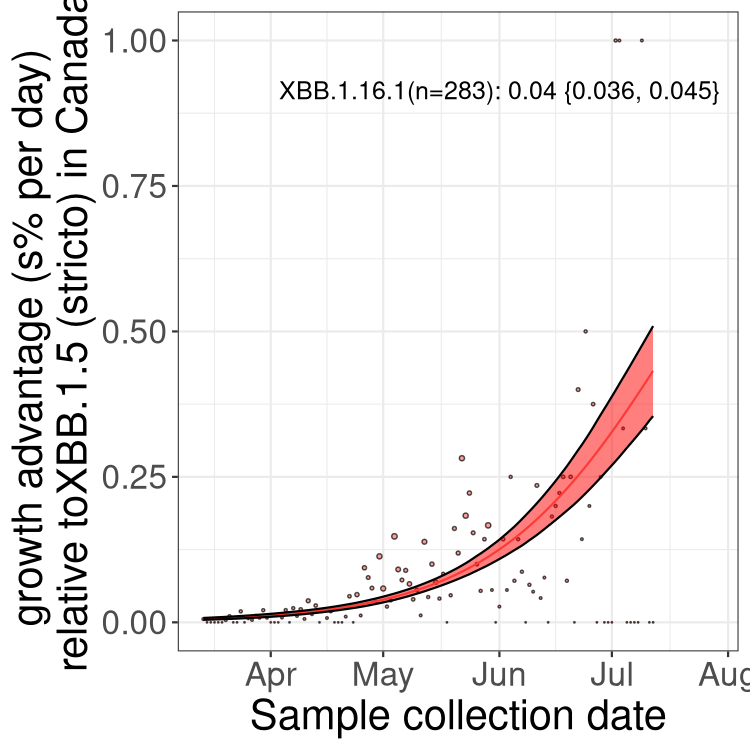 growth advantage (s% per day)
relative toXBB.1.5 (stricto) in Canada
1.00
0.75
0.50
0.25
0.00
XBB.1.16.1(n=283): 0.04 {0.036, 0.045}
Apr May Jun Jul Aug
Sample collection date